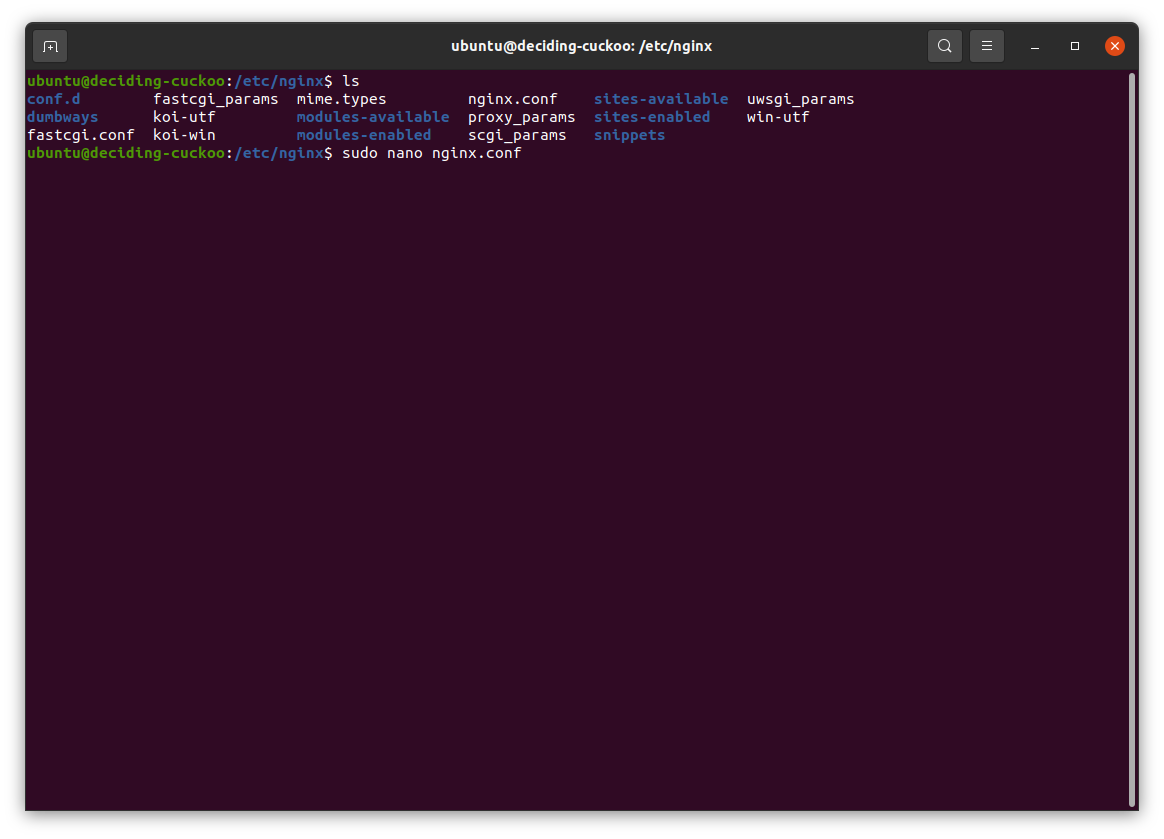 ubuntu@deciding-cuckoo: /etc/nginx
ubuntu@deciding-cuckoo:/etc/nginx$ ls
conf.d fastcgi_params mime.types nginx.conf sites-available uwsgi_params
dumbways koi-utf modules-available proxy_params sites-enabled win-utf
fastcgi.conf koi-win modules-enabled scgi_params snippets
ubuntu@deciding-cuckoo:/etc/nginx$ sudo nano nginx.conf